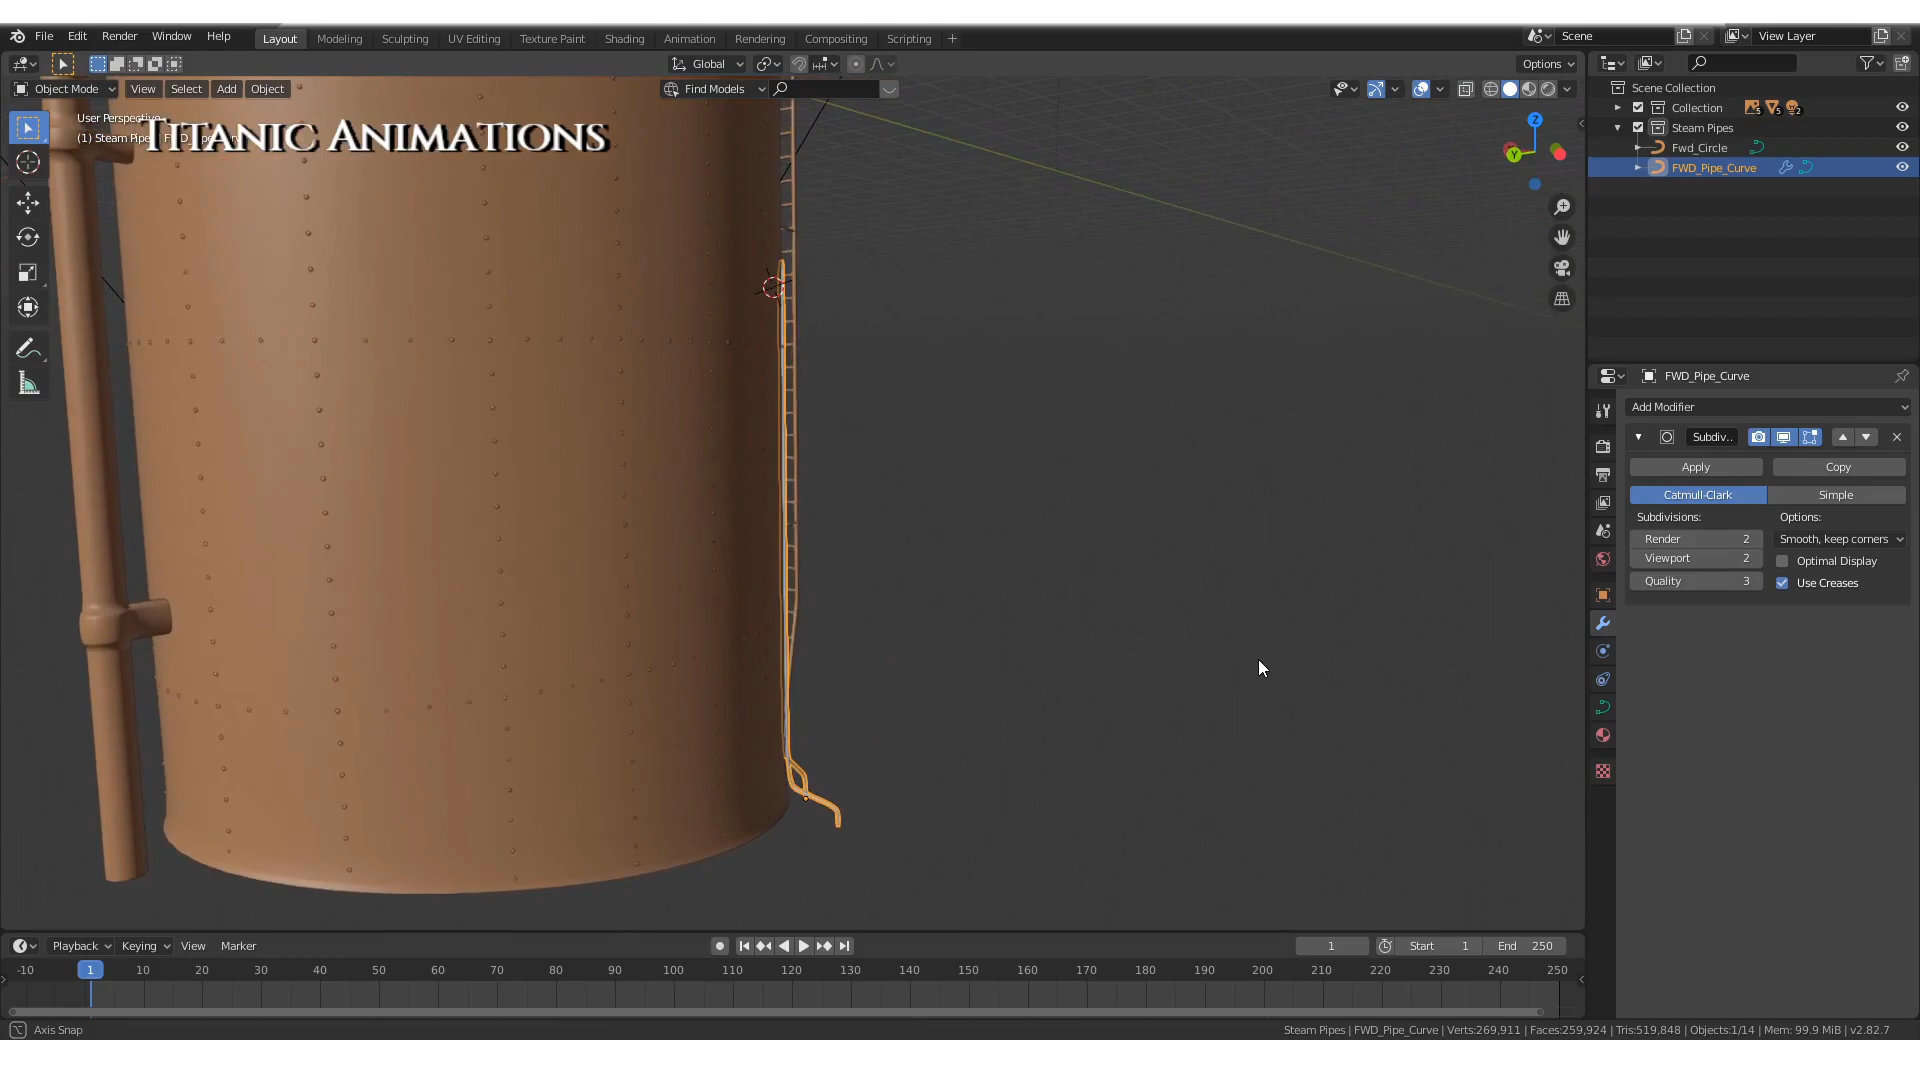 File Edit Render Window Help Layout Modeling Sculpting UV Editing Texture Paint Shading Animation Rendering Compositing Scripting + Scene View Layer
Global Options
Object Mode View Select Add Object Find Models
User Perspective
(1) Steam Pipes
TITANIC ANIMATIONS
Z
Y
Scene Collection
Collection 5 5 2
Steam Pipes
Fwd_Circle
FWD_Pipe_Curve
FWD_Pipe_Curve
Add Modifier
Subdiv..
Apply Copy
Catmull-Clark Simple
Subdivisions: Options:
Render 2 Smooth, keep corners
Viewport 2 Optimal Display
Quality 3 Use Creases
Playback Keying View Marker 1 Start 1 End 250
-10 1 10 20 30 40 50 60 70 80 90 100 110 120 130 140 150 160 170 180 190 200 210 220 230 240 250
Axis Snap Steam Pipes | FWD_Pipe_Curve | Verts:269,911 | Faces:259,924 | Tris:519,848 | Objects:1/14 | Mem: 99.9 MiB | v2.82.7